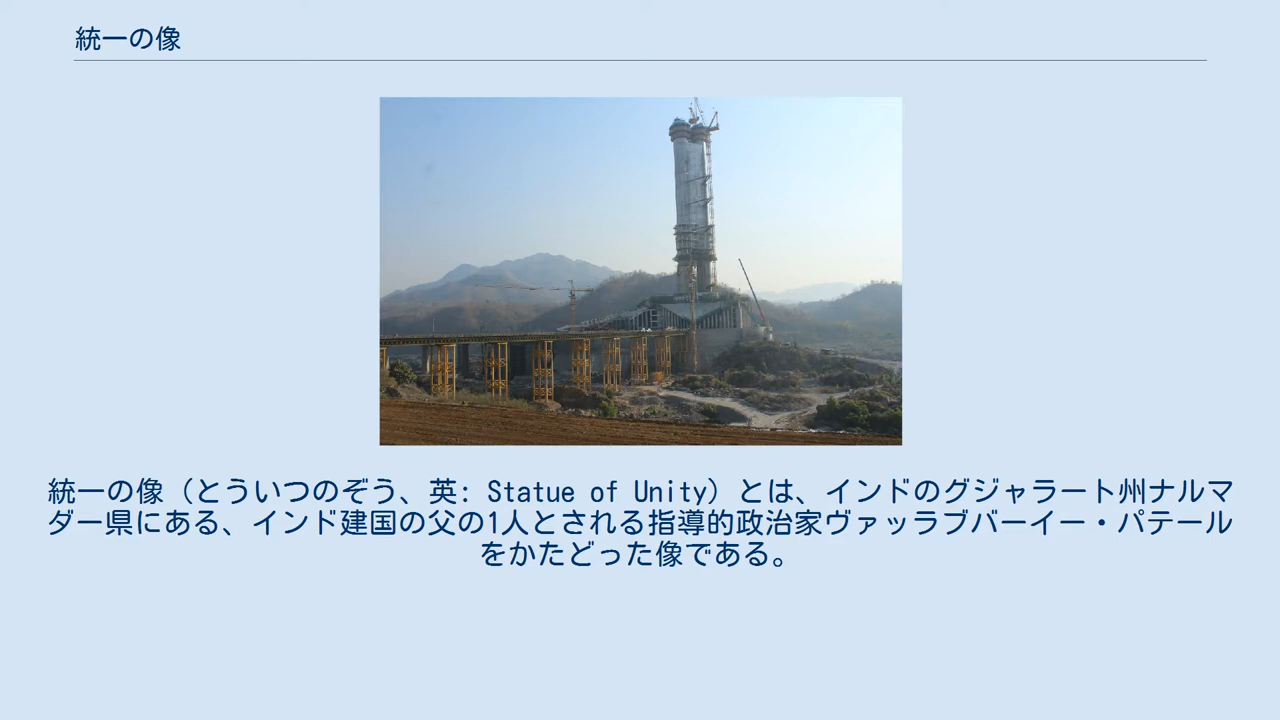 統一の像
統一の像（とういつのぞう、英: Statue of Unity）とは、インドのグジャラート州ナルマ
ダー県にある、インド建国の父の1人とされる指導的政治家ヴァッラブバーイー・パテール
をかたどった像である。